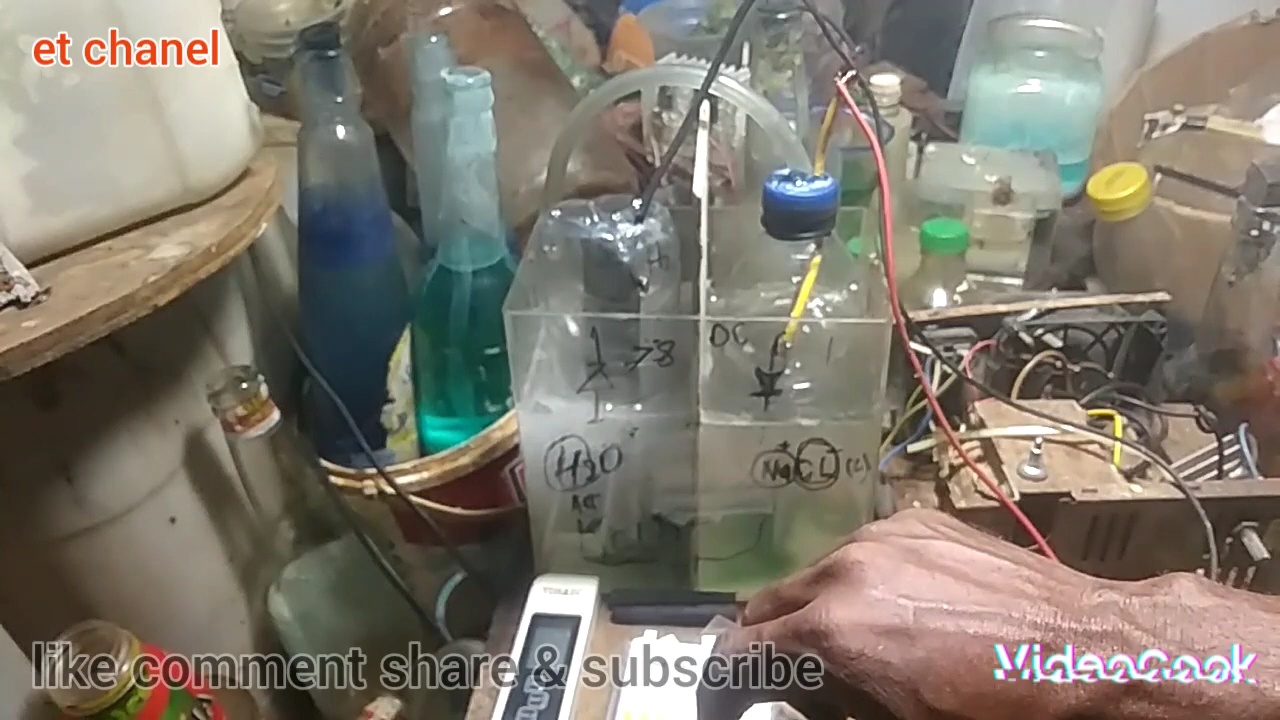 et chanel
78
DC
H2O
NaCL (L)
like comment share & subscribe
VideoCook